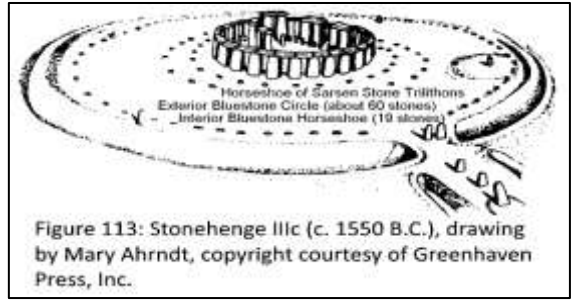 Horseshoe of Sarsen Stone Trilithons
Exterior Bluestone Circle (about 60 stones)
Interior Bluestone Horseshoe (19 stones)
Figure 113: Stonehenge IIIc (c. 1550 B.C.), drawing
by Mary Ahrndt, copyright courtesy of Greenhaven
Press, Inc.